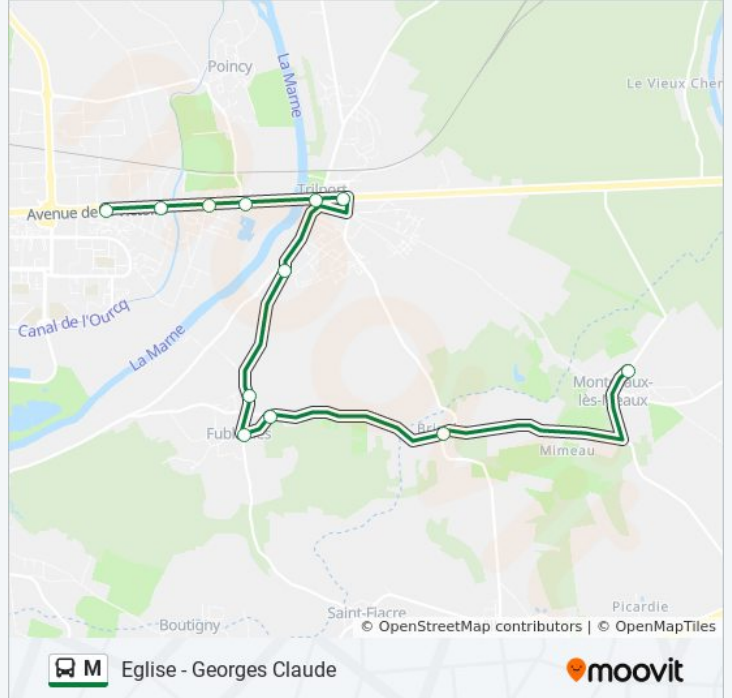 Poincy
La Marne
Le Vieux Cher
Trilport
Avenue de
Canal de l'Ourcq
La Marne
Montceaux-
lès-Meaux
Fublaines
Mimeau
Picardie
Saint-Fiacre
Boutigny
© OpenStreetMap contributors | © OpenMapTiles
M Eglise - Georges Claude
moovit